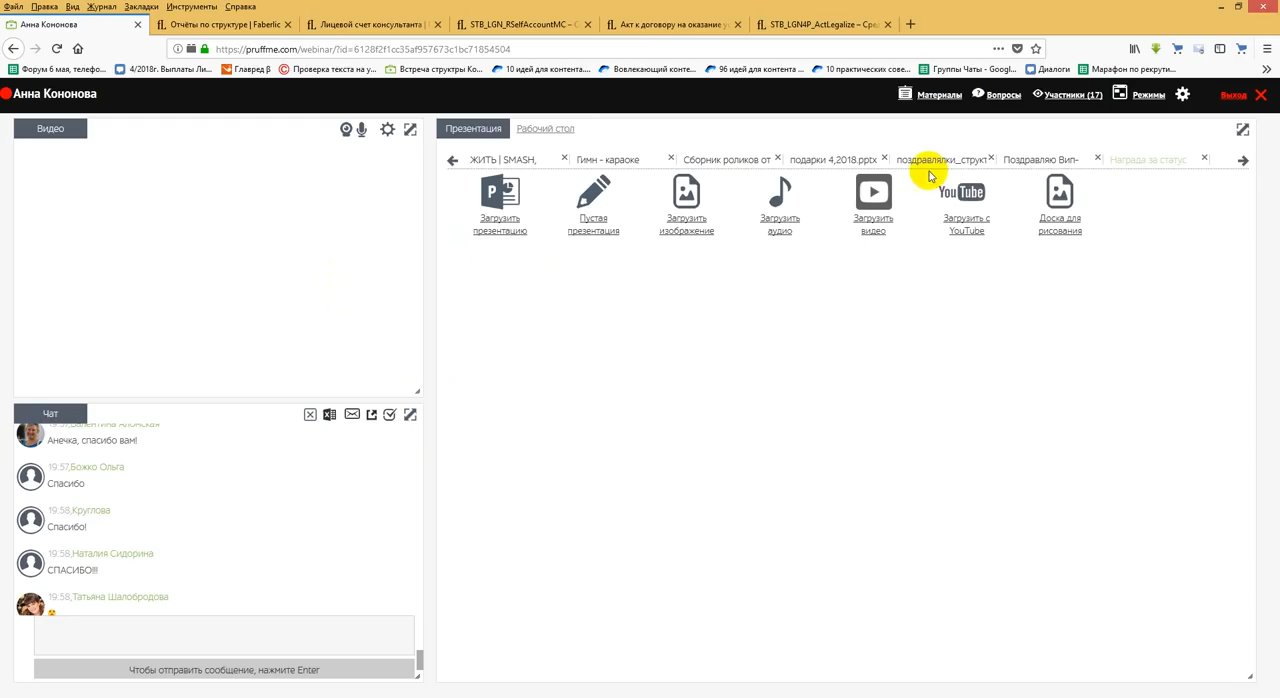 Файл Правка Вид Журнал Закладки Инструменты Справка
Анна Кононова
Отчёты по структуре | Faberlic
Лицевой счет консультанта |
STB_LGN_RSelfAccountMC – С
Акт к договору на оказание у
STB_LGN4P_ActLegalize – Сред
https://pruffme.com/webinar/?id=6128f2f1cc35af957673c1bc71854504
Форум 6 мая, телефо...
4/2018г. Выплаты Ли...
Главред β
Проверка текста на у...
Встреча структры Ко...
10 идей для контента....
Вовлекающий конте...
96 идей для контента ...
10 практических сове...
Группы Чаты - Googl...
Диалоги
Марафон по рекрути...
Анна Кононова
Материалы
Вопросы
Участники (17)
Режимы
Выход
Видео
Презентация
Рабочий стол
ЖИТЬ | SMASH,
Гимн - караоке
Сборник роликов от
подарки 4,2018.pptx
поздравлялки_структ
Поздравляю Вип-
Награда за статус
Загрузить
презентацию
Пустая
презентация
Загрузить
изображение
Загрузить
аудио
Загрузить
видео
YouTube
Загрузить с
YouTube
Доска для
рисования
Чат
19:57,Валентина Аломская
Анечка, спасибо вам!
19:57,Божко Ольга
Спасибо
19:58,Круглова
Спасибо!
19:58,Наталия Сидорина
СПАСИБО!!!
19:58,Татьяна Шалобродова
Чтобы отправить сообщение, нажмите Enter